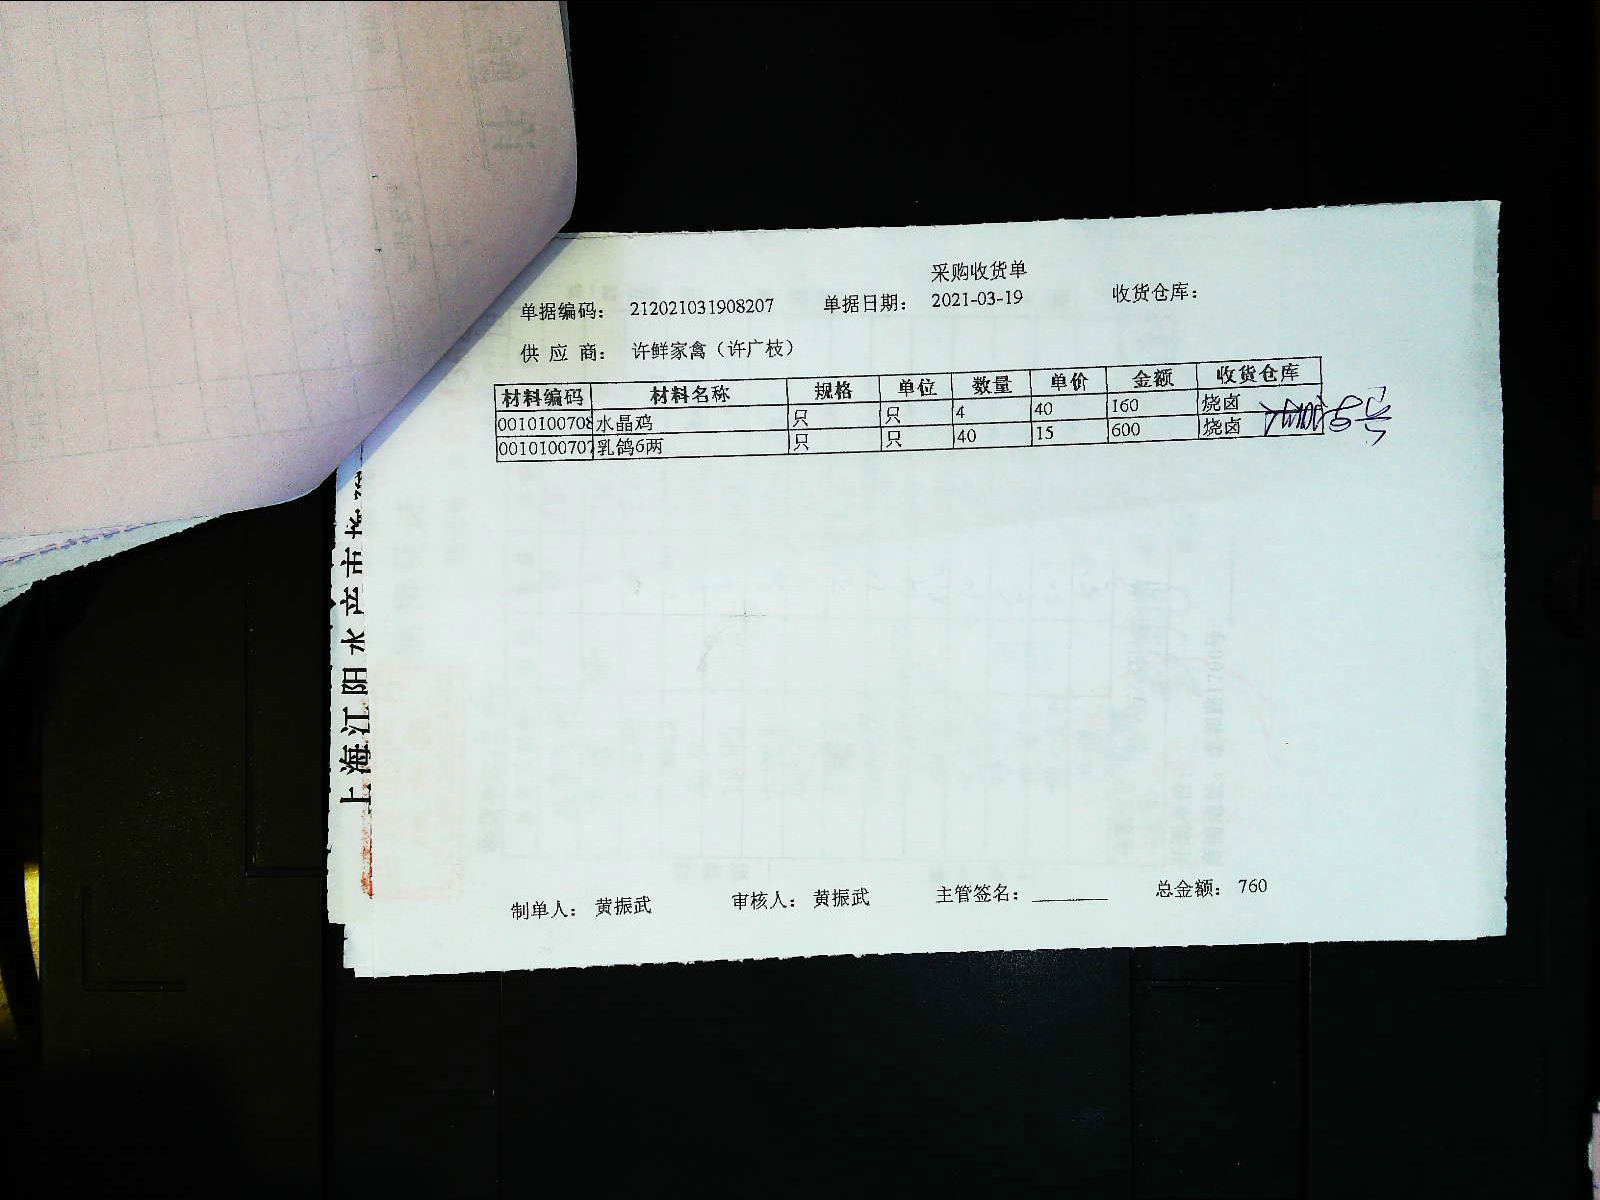 采购收货单
单据编码： 212021031908207 单据日期： 2021-03-19 收货仓库：
供 应 商： 许鲜家禽（许广枝）
材料编码 材料名称 规格 单位 数量 单价 金额 收货仓库
0010100708 水晶鸡 只 只 4 40 160 烧卤
0010100707 乳鸽6两 只 只 40 15 600 烧卤
上海江阳水产市场
制单人： 黄振武 审核人： 黄振武 主管签名： 总金额： 760